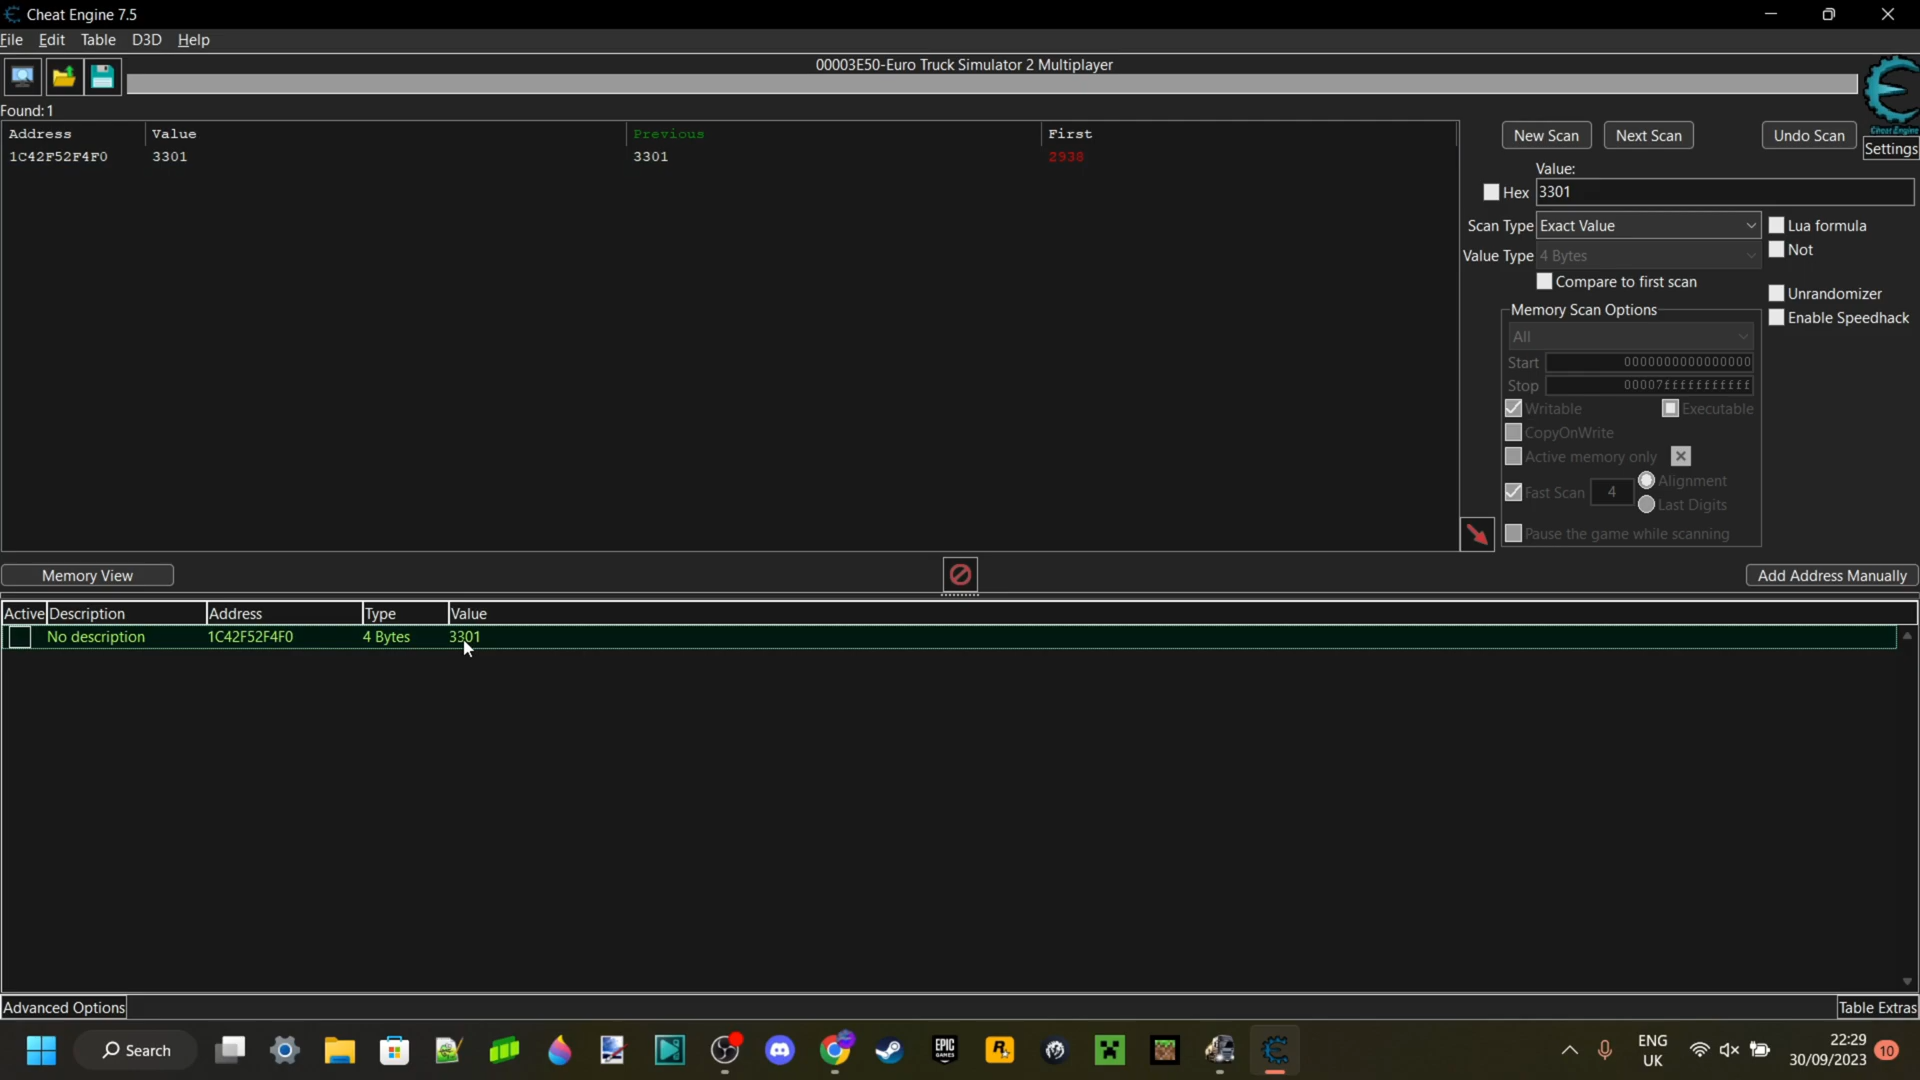 Cheat Engine 7.5
File Edit Table D3D Help
00003E50-Euro Truck Simulator 2 Multiplayer
Cheat Engine
Settings
Found: 1
Address Value Previous First
1C42F52F4F0 3301 3301 2938
New Scan Next Scan Undo Scan
Value:
Hex 3301
Scan Type Exact Value
Lua formula
Value Type 4 Bytes
Not
Compare to first scan
Unrandomizer
Enable Speedhack
Memory Scan Options
All
Start 0000000000000000
Stop 00007fffffffffff
Writable Executable
CopyOnWrite
Active memory only
Fast Scan 4 Alignment
Last Digits
Pause the game while scanning
Memory View Add Address Manually
Active Description Address Type Value
No description 1C42F52F4F0 4 Bytes 3301
Advanced Options Table Extras
Search
EPIC GAMES
R
ENG
UK
22:29
30/09/2023
10